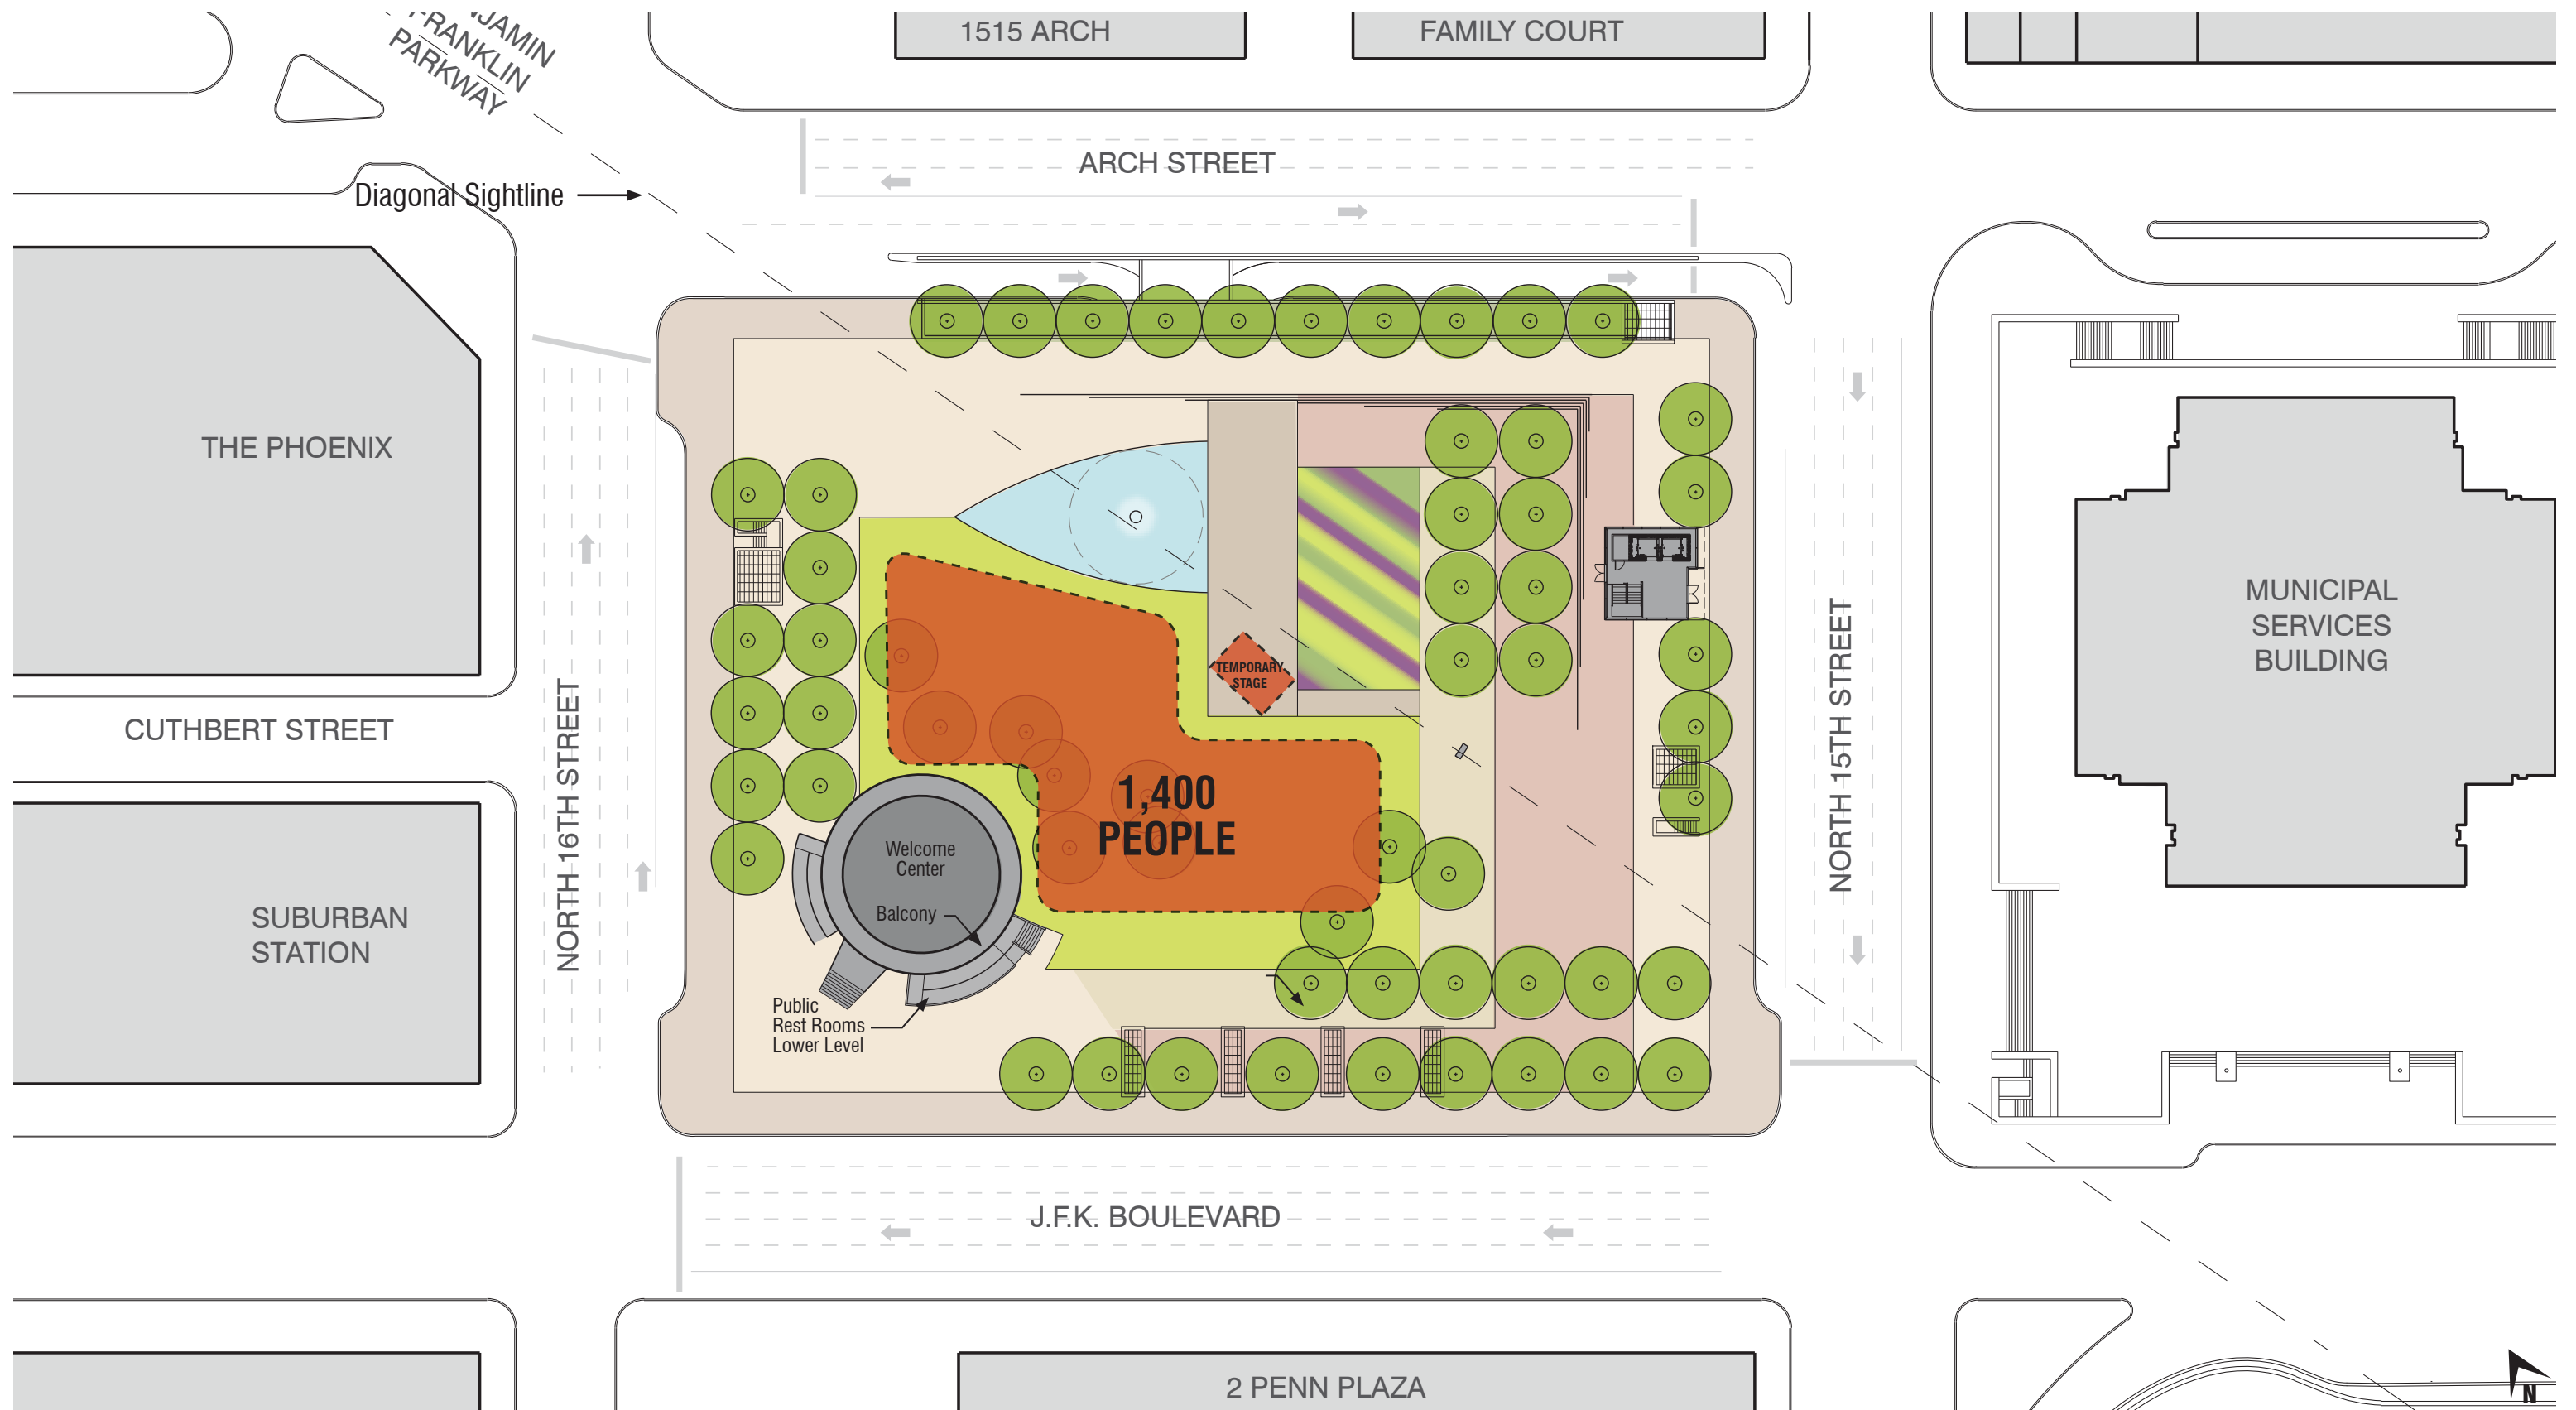 FRANKLIN
PARKWAY
1515 ARCH
FAMILY COURT
ARCH STREET
Diagonal Sightline
THE PHOENIX
CUTHBERT STREET
NORTH 16TH STREET
SUBURBAN
STATION
TEMPORARY
STAGE
1,400
PEOPLE
Welcome
Center
Balcony
Public
Rest Rooms
Lower Level
NORTH 15TH STREET
MUNICIPAL
SERVICES
BUILDING
J.F.K. BOULEVARD
2 PENN PLAZA
N